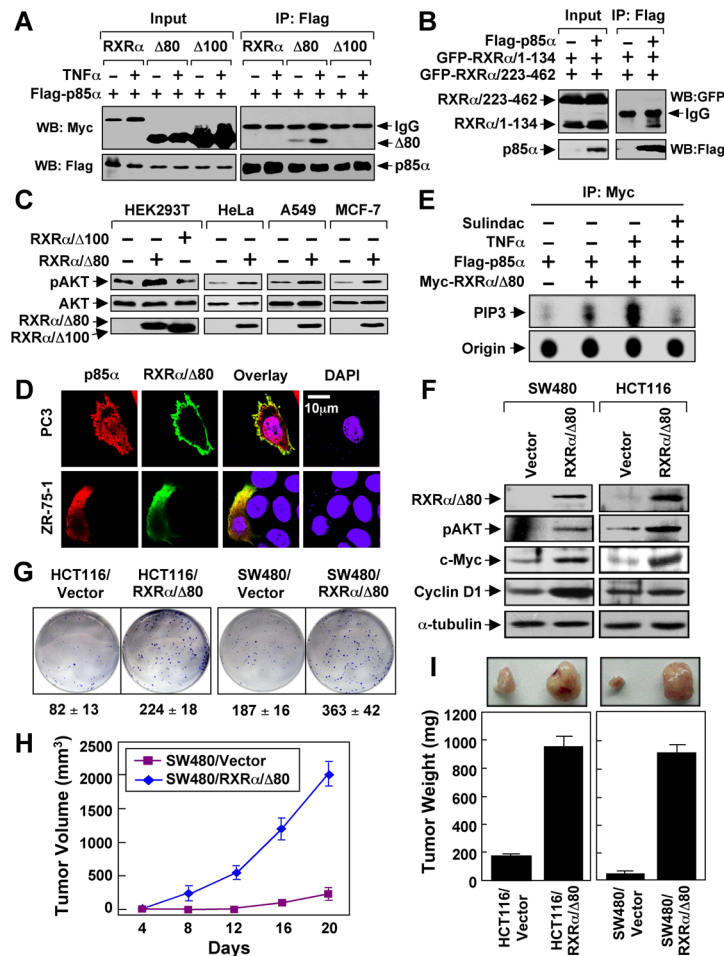 A
Input
IP: Flag
RXRα Δ80 Δ100 RXRα Δ80 Δ100
TNFα – + – + – + – + – + – +
Flag-p85α + + + + + + + + + + + +
WB: Myc
IgG
Δ80
WB: Flag
p85α
B
Input
IP: Flag
Flag-p85α – + – +
GFP-RXRα/1-134 + + + +
GFP-RXRα/223-462 + + + +
RXRα/223-462
WB:GFP
IgG
RXRα/1-134
p85α
WB:Flag
C
HEK293T HeLa A549 MCF-7
RXRα/Δ100 – – + – – – – – –
RXRα/Δ80 – + – – + – + – +
pAKT
AKT
RXRα/Δ80
RXRα/Δ100
E
IP: Myc
Sulindac – – – +
TNFα – – + +
Flag-p85α + + + +
Myc-RXRα/Δ80 – + + +
PIP3
Origin
D
p85α RXRα/Δ80 Overlay DAPI
10μm
PC3
ZR-75-1
F
SW480 HCT116
Vector RXRα/Δ80 Vector RXRα/Δ80
RXRα/Δ80
pAKT
c-Myc
Cyclin D1
α-tubulin
G
HCT116/ HCT116/ SW480/ SW480/
Vector RXRα/Δ80 Vector RXRα/Δ80
82 ± 13 224 ± 18 187 ± 16 363 ± 42
H
Tumor Volume (mm3)
2500
2000
1500
1000
500
0
SW480/Vector
SW480/RXRα/Δ80
4 8 12 16 20
Days
I
Tumor Weight (mg)
1200
1000
800
600
400
200
0
HCT116/
Vector
HCT116/
RXRα/Δ80
SW480/
Vector
SW480/
RXRα/Δ80